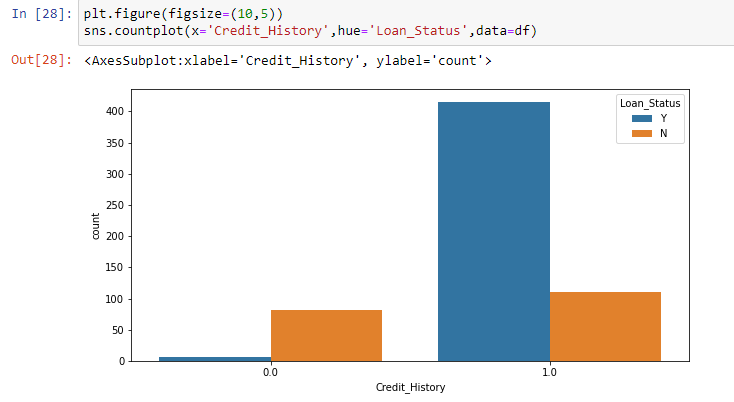 In [28]: plt.figure(figsize=(10,5))
sns.countplot(x='Credit_History',hue='Loan_Status',data=df)
Out[28]: <AxesSubplot:xlabel='Credit_History', ylabel='count'>
Loan_Status
Y
N
400
350
300
250
200
150
100
50
0
count
0.0 1.0
Credit_History